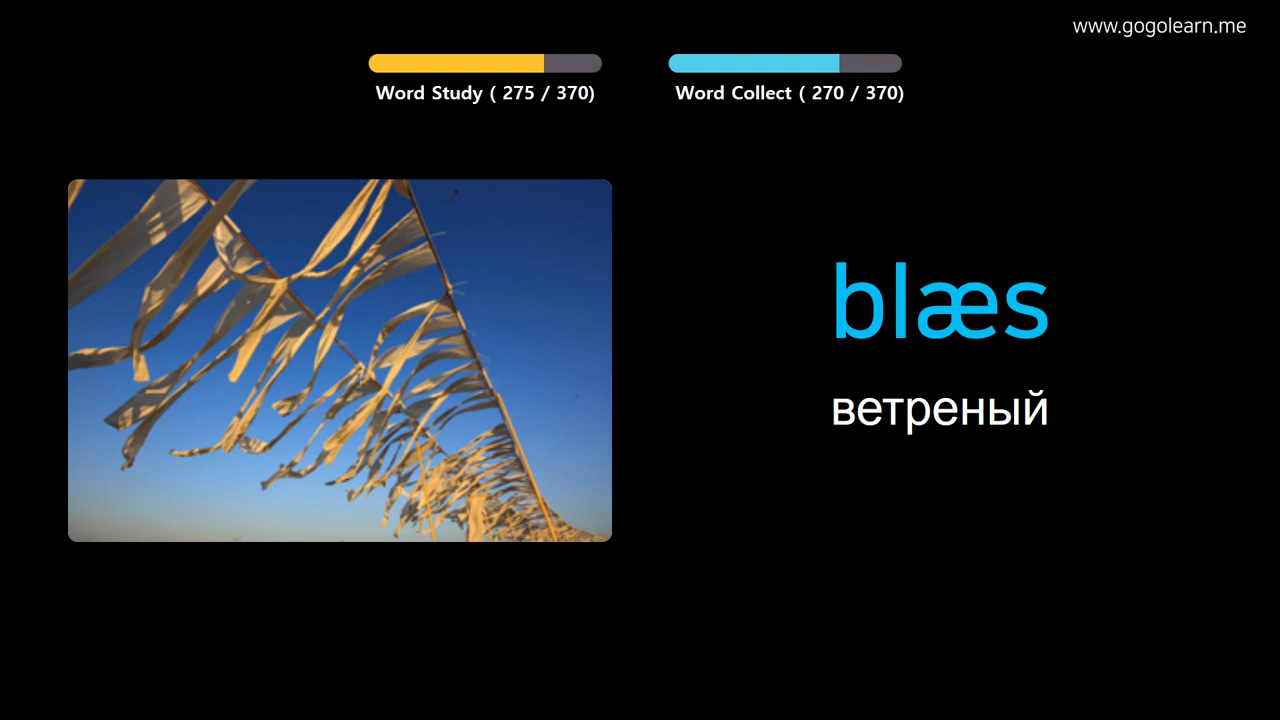 www.gogolearn.me
Word Study ( 275 / 370)
Word Collect ( 270 / 370)
blæs
ветреный